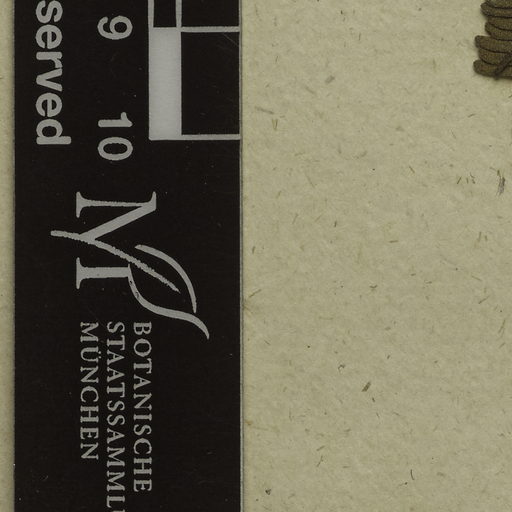 served
9 10
BOTANISCHE
STAATSSAMML
MÜNCHEN